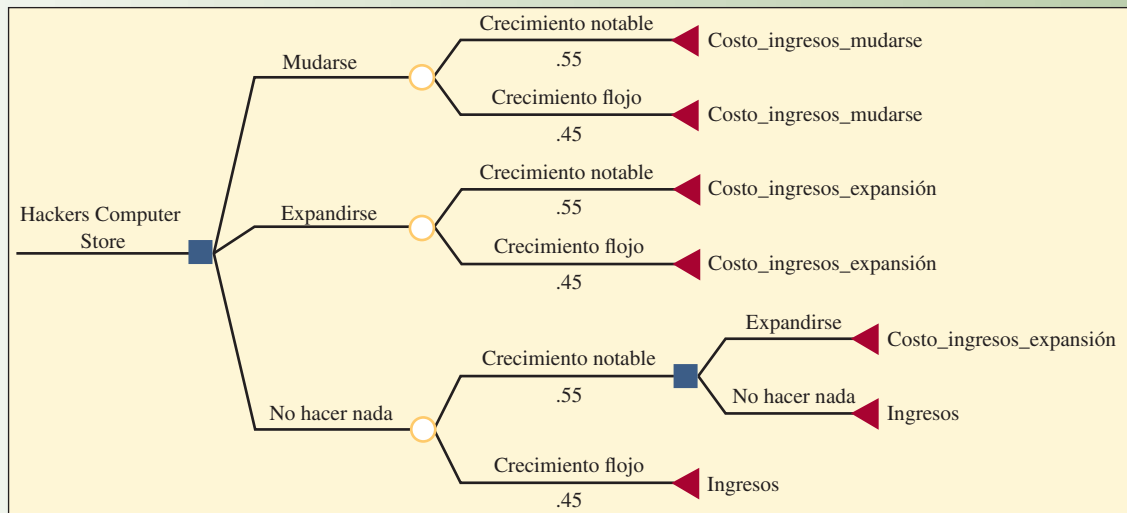 Crecimiento notable
.55
Costo_ingresos_mudarse
Mudarse
Crecimiento flojo
.45
Costo_ingresos_mudarse
Crecimiento notable
.55
Costo_ingresos_expansión
Hackers Computer
Store
Expandirse
Crecimiento flojo
.45
Costo_ingresos_expansión
Expandirse
Costo_ingresos_expansión
Crecimiento notable
.55
No hacer nada
Ingresos
No hacer nada
Crecimiento flojo
.45
Ingresos